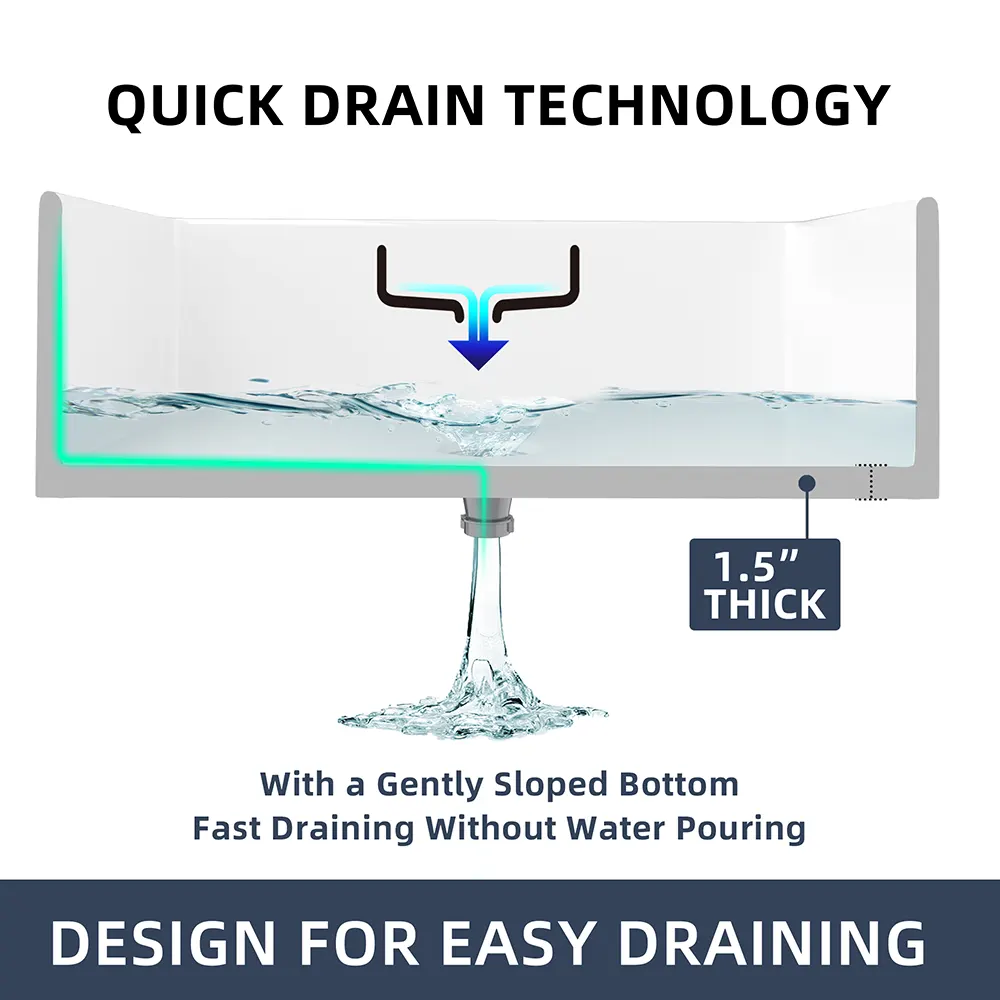 QUICK DRAIN TECHNOLOGY
1.5”
THICK
With a Gently Sloped Bottom
Fast Draining Without Water Pouring
DESIGN FOR EASY DRAINING